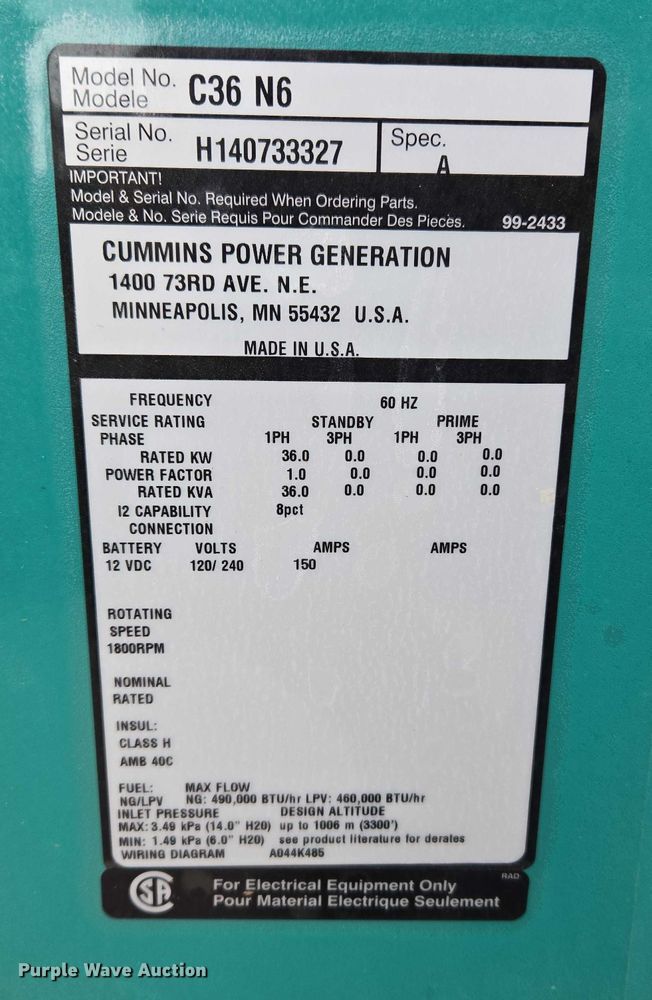 Model No. C36 N6
Modele
Serial No. H140733327 Spec. A
Serie
IMPORTANT!
Model & Serial No. Required When Ordering Parts.
Modele & No. Serie Requis Pour Commander Des Pieces. 99-2433
CUMMINS POWER GENERATION
1400 73RD AVE. N.E.
MINNEAPOLIS, MN 55432 U.S.A.
MADE IN U.S.A.
FREQUENCY 60 HZ
SERVICE RATING STANDBY PRIME
PHASE 1PH 3PH 1PH 3PH
RATED KW 36.0 0.0 0.0 0.0
POWER FACTOR 1.0 0.0 0.0 0.0
RATED KVA 36.0 0.0 0.0 0.0
I2 CAPABILITY 8pct
CONNECTION
BATTERY VOLTS AMPS AMPS
12 VDC 120/ 240 150
ROTATING
SPEED
1800RPM
NOMINAL
RATED
INSUL:
CLASS H
AMB 40C
FUEL: MAX FLOW
NG/LPV NG: 490,000 BTU/hr LPV: 460,000 BTU/hr
INLET PRESSURE DESIGN ALTITUDE
MAX: 3.49 kPa (14.0" H20) up to 1006 m (3300')
MIN: 1.49 kPa (6.0" H20) see product literature for derates
WIRING DIAGRAM A044K485
RAD
SA For Electrical Equipment Only
Pour Material Electrique Seulement
Purple Wave Auction